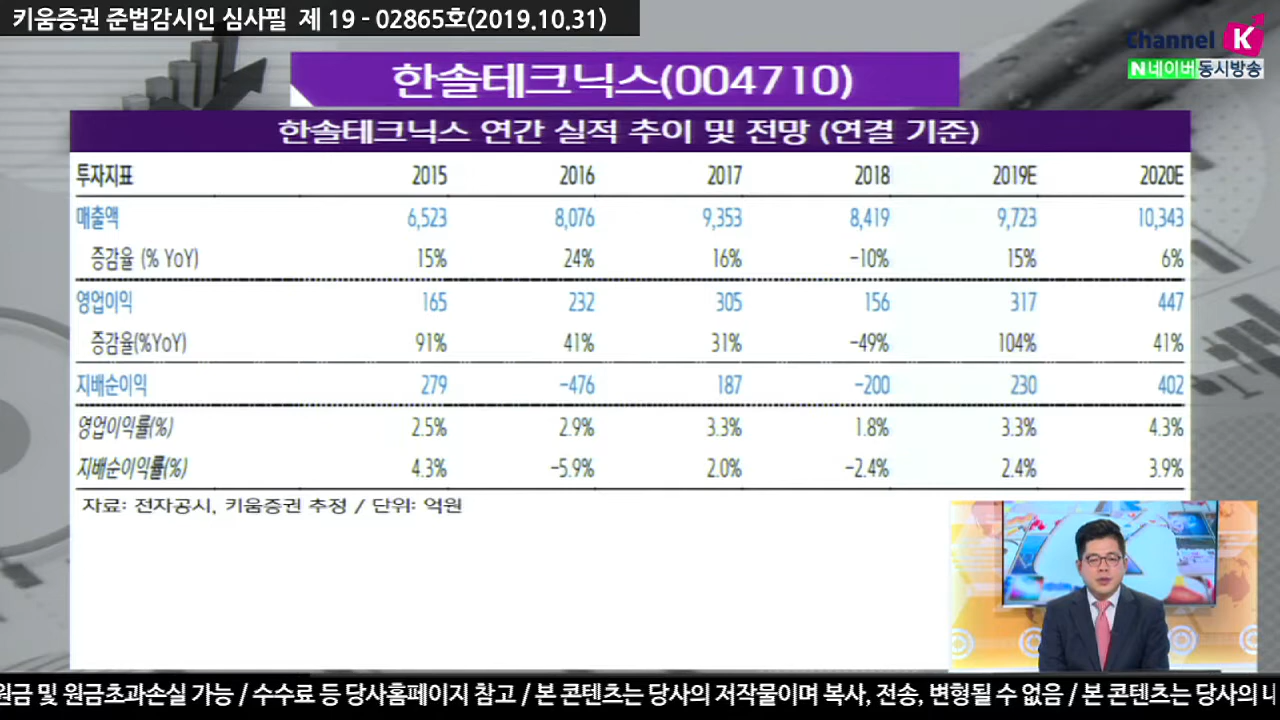 키움증권 준법감시인 심사필 제 19 - 02865호(2019.10.31)
Channel K
N 네이버 동시방송
한솔테크닉스(004710)
한솔테크닉스 연간 실적 추이 및 전망 (연결 기준)
투자지표 2015 2016 2017 2018 2019E 2020E
매출액 6,523 8,076 9,353 8,419 9,723 10,343
증감율 (% YoY) 15% 24% 16% -10% 15% 6%
영업이익 165 232 305 156 317 447
증감율(%YoY) 91% 41% 31% -49% 104% 41%
지배순이익 279 -476 187 -200 230 402
영업이익률(%) 2.5% 2.9% 3.3% 1.8% 3.3% 4.3%
지배순이익률(%) 4.3% -5.9% 2.0% -2.4% 2.4% 3.9%
자료: 전자공시, 키움증권 추정 / 단위: 억원
원금 및 원금초과손실 가능 / 수수료 등 당사홈페이지 참고 / 본 콘텐츠는 당사의 저작물이며 복사, 전송, 변형될 수 없음 / 본 콘텐츠는 당사의 내